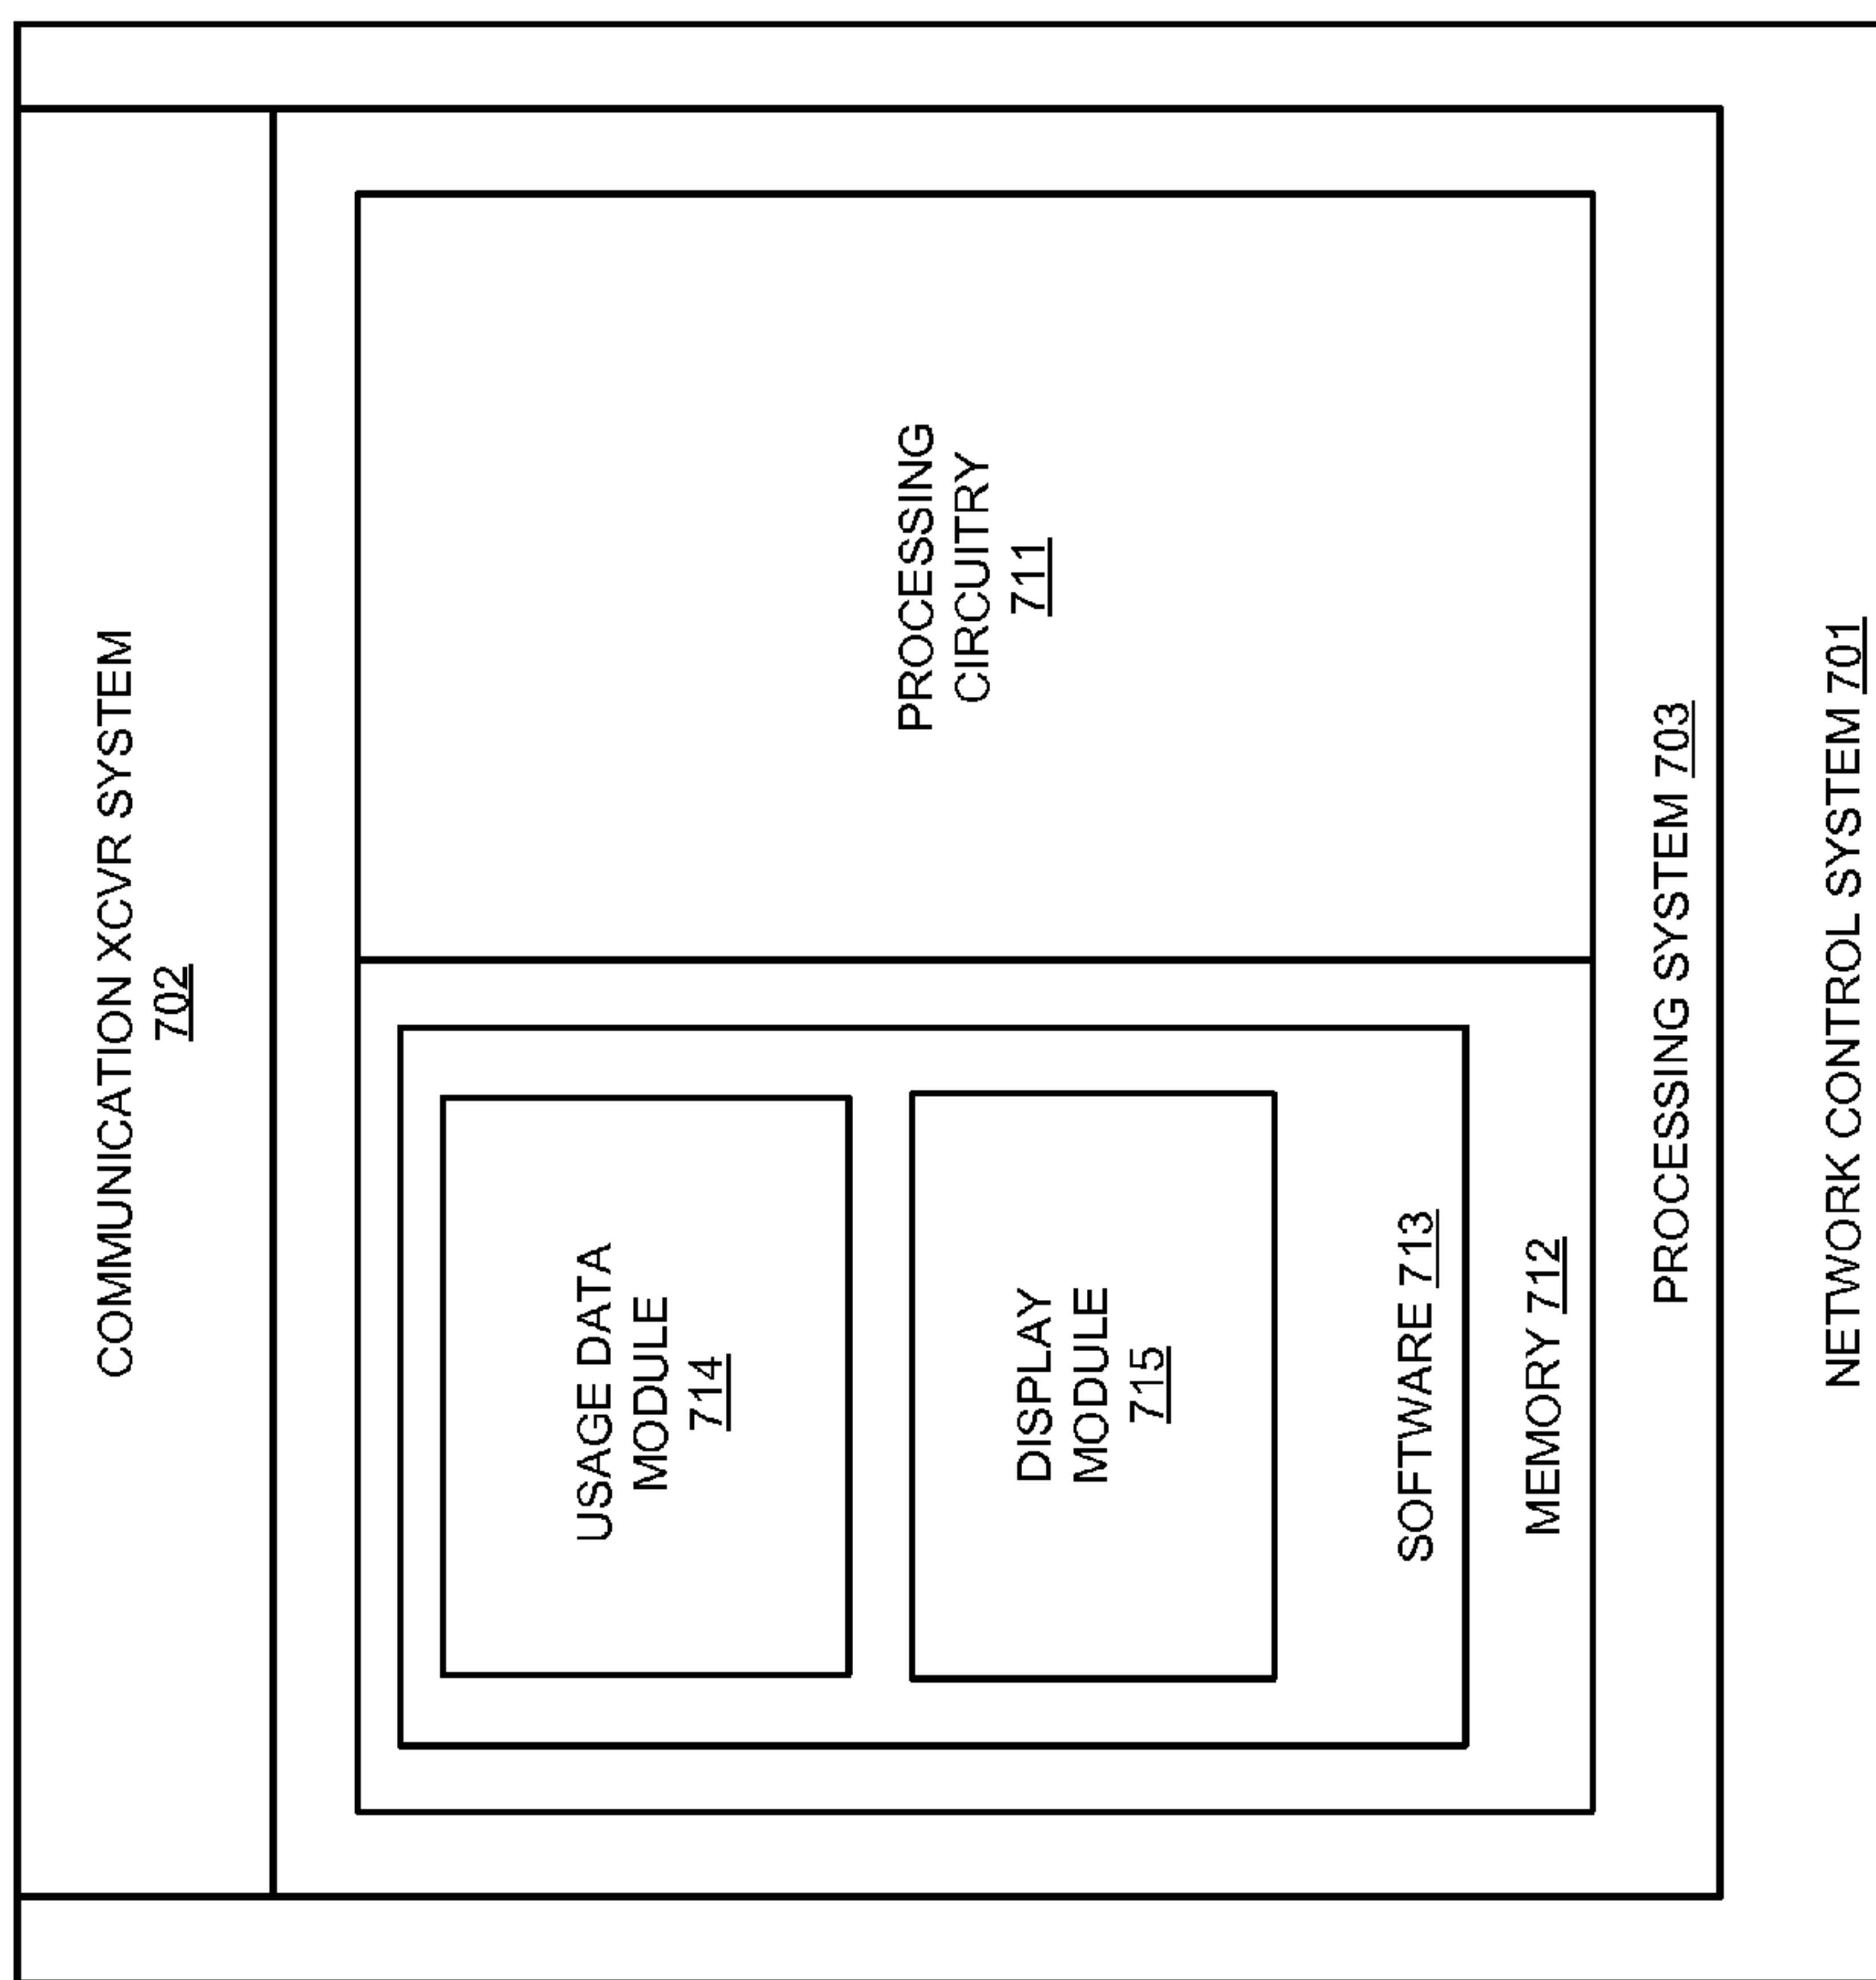 COMMUNICATION XCVR SYSTEM
702
USAGE DATA
MODULE
714
DISPLAY
MODULE
715
SOFTWARE 713
MEMORY 712
PROCESSING
CIRCUITRY
711
PROCESSING SYSTEM 703
NETWORK CONTROL SYSTEM 701